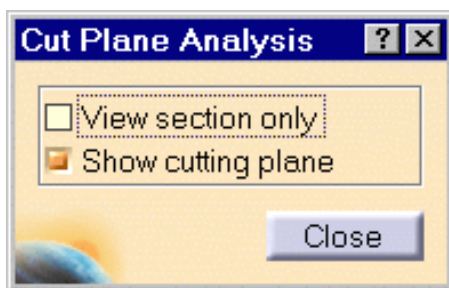 Cut Plane Analysis ? ×
View section only
Show cutting plane
Close